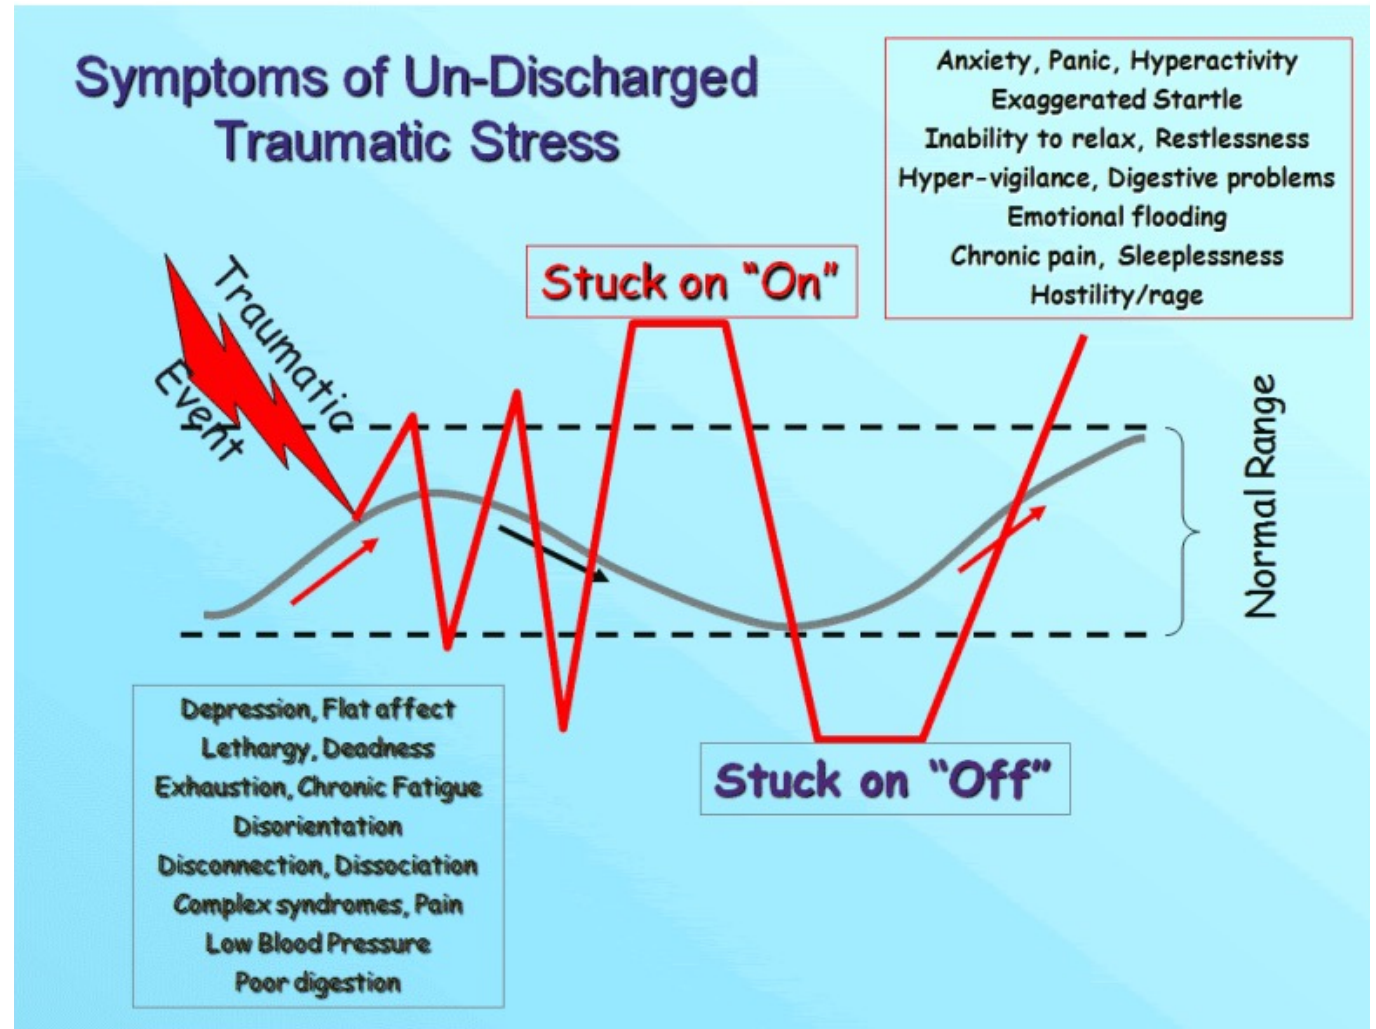 Symptoms of Un-Discharged
Traumatic Stress
Anxiety, Panic, Hyperactivity
Exaggerated Startle
Inability to relax, Restlessness
Hyper-vigilance, Digestive problems
Emotional flooding
Chronic pain, Sleeplessness
Hostility/rage
Traumatic
Event
Stuck on “On”
Normal Range
Stuck on “Off”
Depression, Flat affect
Lethargy, Deadness
Exhaustion, Chronic Fatigue
Disorientation
Disconnection, Dissociation
Complex syndromes, Pain
Low Blood Pressure
Poor digestion